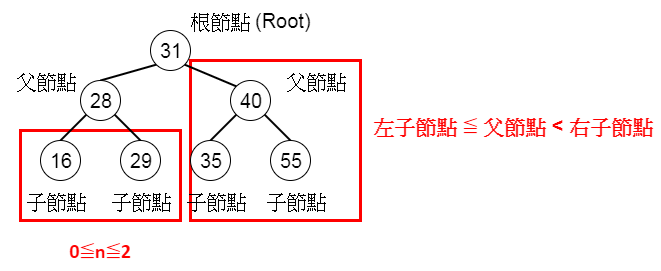 根節點 (Root)
31
父節點
父節點
28
40
左子節點 ≦ 父節點 < 右子節點
16
29
35
55
子節點
子節點
子節點
子節點
0≦n≦2